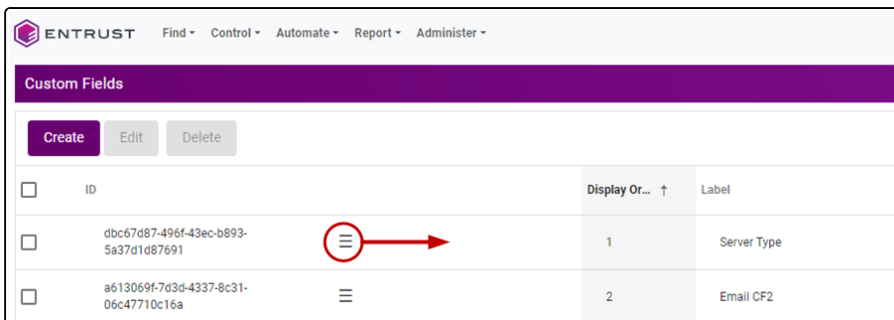 ENTRUST Find Control Automate Report Administer
Custom Fields
Create Edit Delete
ID Display Or... ↑ Label
dbc67d87-496f-43ec-b893-
5a37d1d87691
1 Server Type
a613069f-7d3d-4337-8c31-
06c47710c16a
2 Email CF2